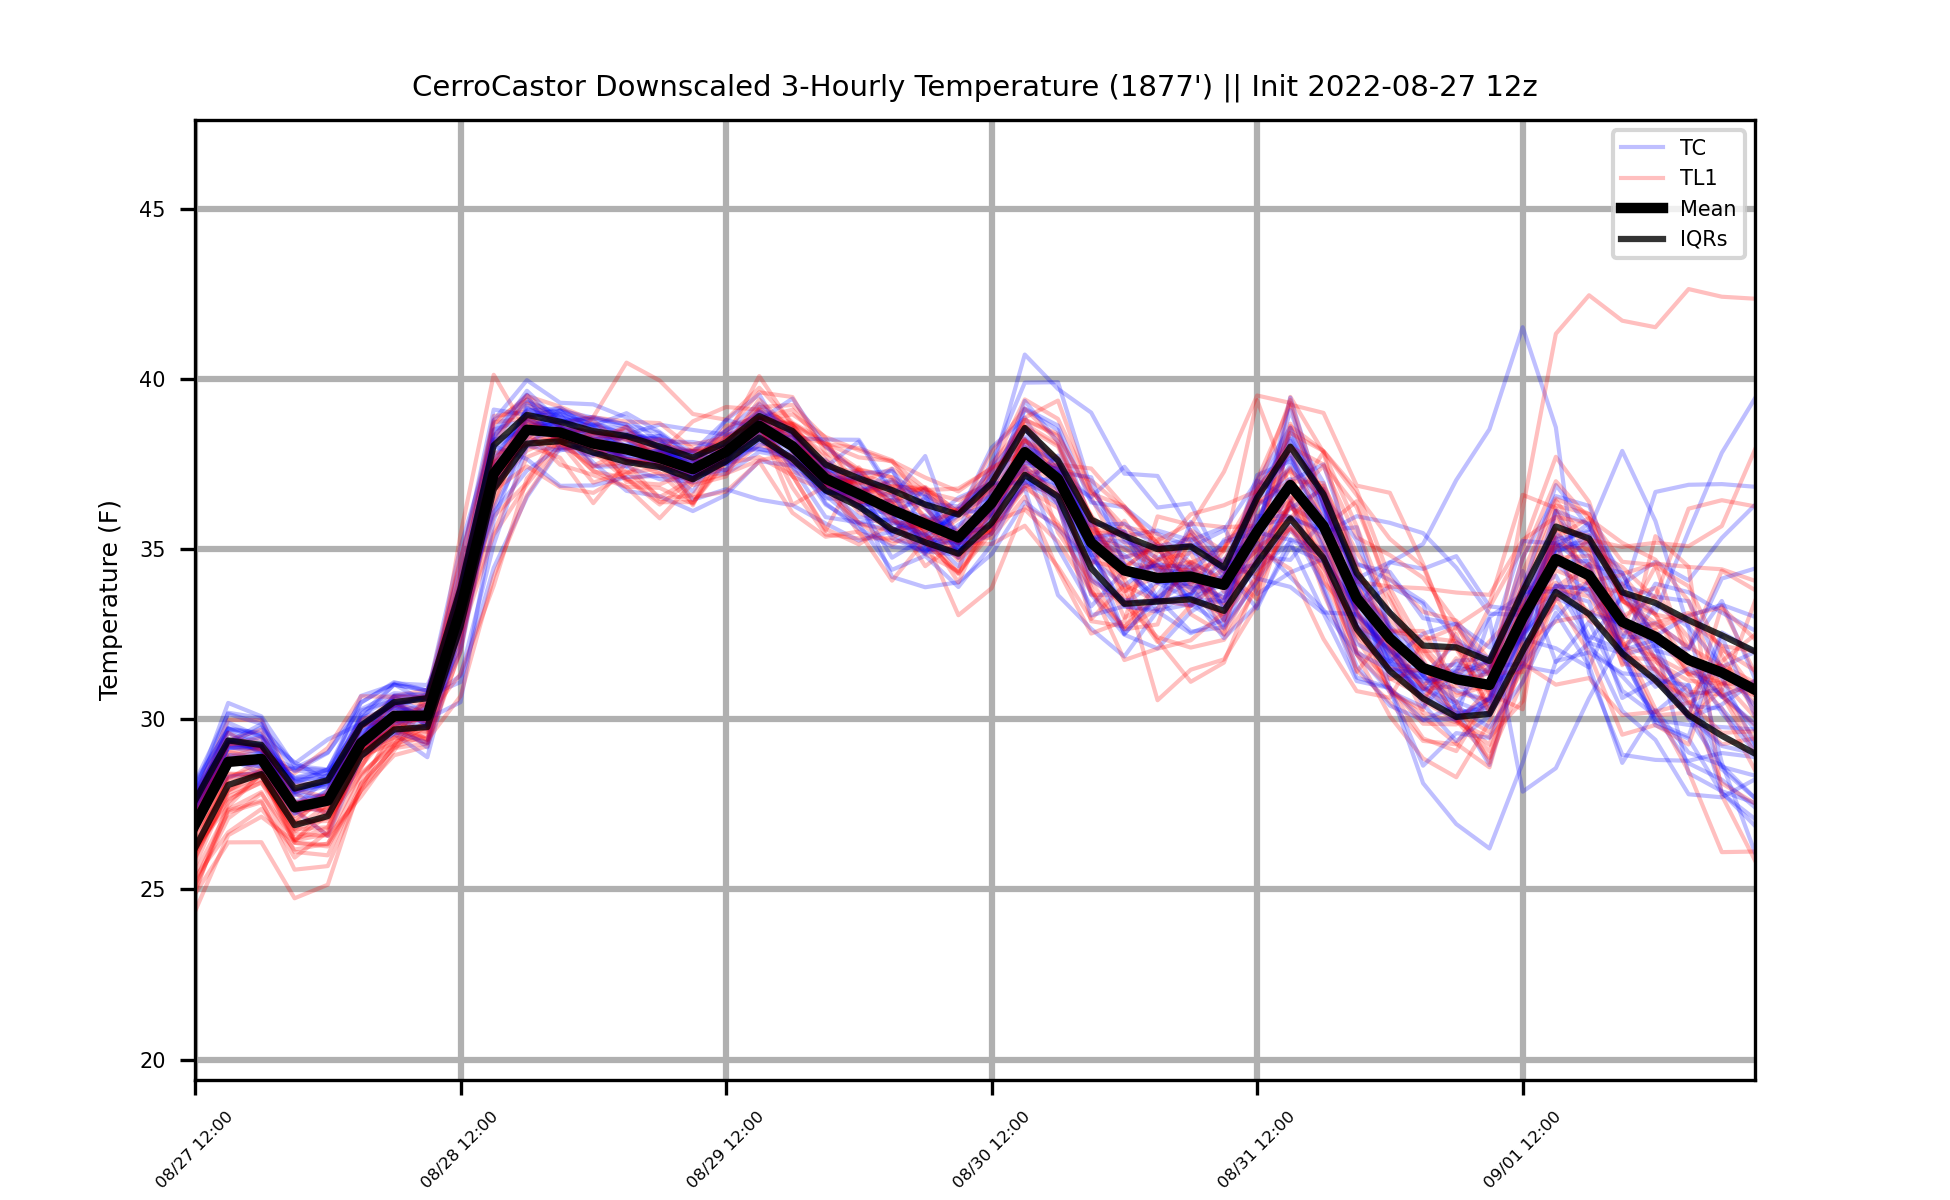 CerroCastor Downscaled 3-Hourly Temperature (1877') || Init 2022-08-27 12z
TC
TL1
Mean
IQRs
Temperature (F)
45
40
35
30
25
20
08/27 12:00
08/28 12:00
08/29 12:00
08/30 12:00
08/31 12:00
09/01 12:00